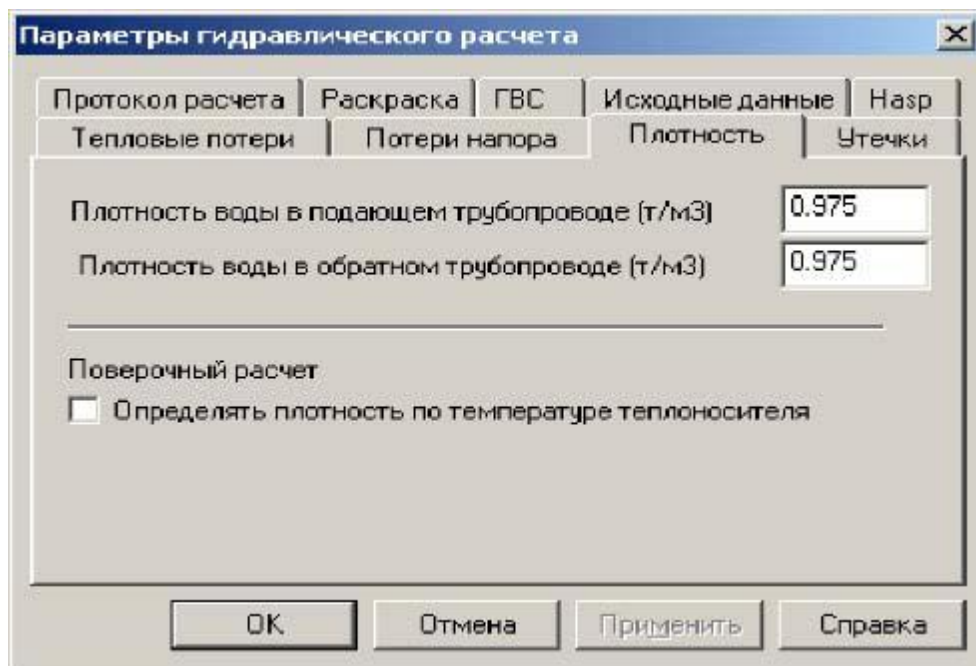 Параметры гидравлического расчета
Протокол расчета Раскраска ГВС Исходные данные Hasp
Тепловые потери Потери напора Плотность Утечки
Плотность воды в подающем трубопроводе (т/м3) 0.975
Плотность воды в обратном трубопроводе (т/м3) 0.975
Поверочный расчет
Определять плотность по температуре теплоносителя
OK Отмена Применить Справка